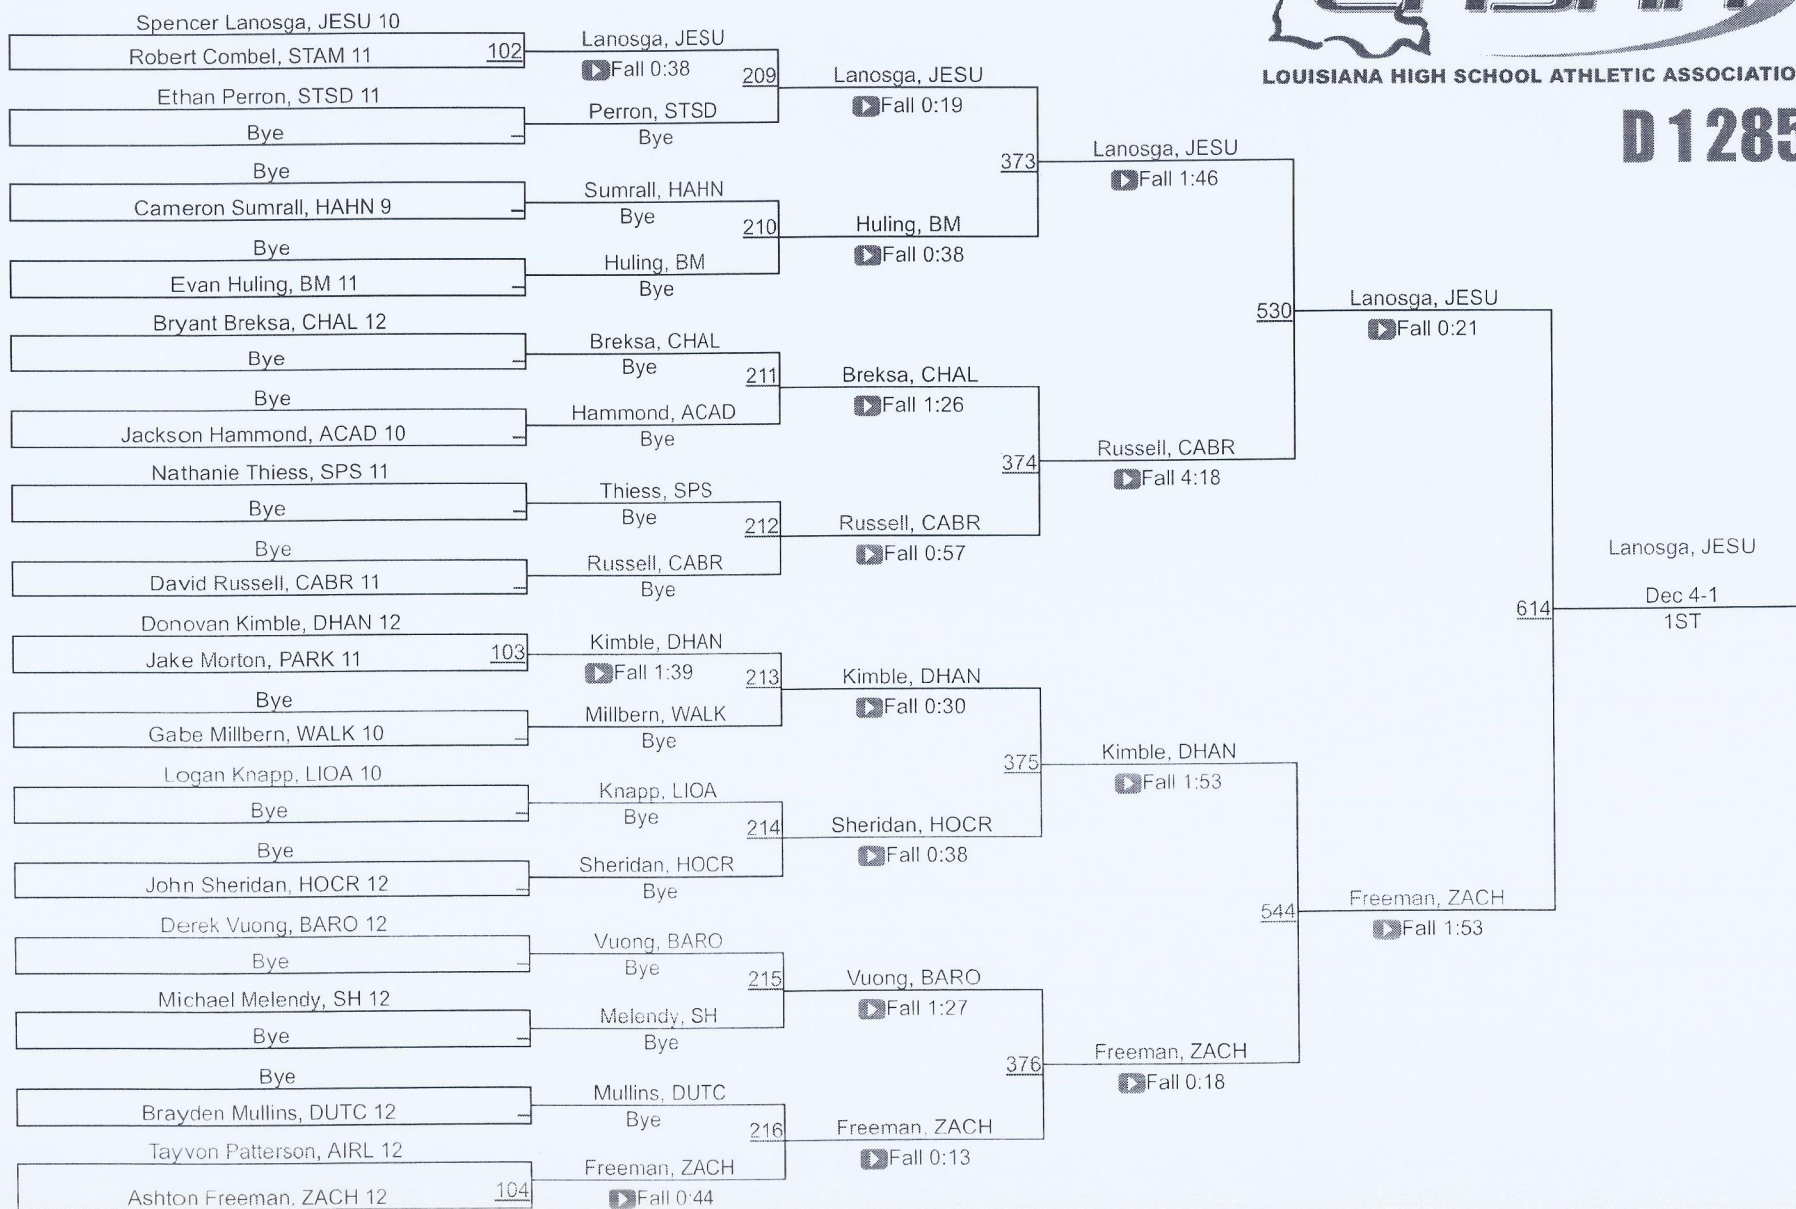 Spencer Lanosga, JESU 10
Robert Combel, STAM 11 102
Ethan Perron, STSD 11
Bye
Bye
Cameron Sumrall, HAHN 9
Bye
Evan Huling, BM 11
Bryant Breksa, CHAL 12
Bye
Bye
Jackson Hammond, ACAD 10
Nathanie Thiess, SPS 11
Bye
Bye
David Russell, CABR 11
Donovan Kimble, DHAN 12
Jake Morton, PARK 11 103
Bye
Gabe Millbern, WALK 10
Logan Knapp, LIOA 10
Bye
Bye
John Sheridan, HOCR 12
Derek Vuong, BARO 12
Bye
Michael Melendy, SH 12
Bye
Bye
Brayden Mullins, DUTC 12
Tayvon Patterson, AIRL 12
Ashton Freeman, ZACH 12 104
Lanosga, JESU
Fall 0:38
209
Perron, STSD
Bye
Sumrall, HAHN
Bye
210
Huling, BM
Bye
Breksa, CHAL
Bye
211
Hammond, ACAD
Bye
Thiess, SPS
Bye
212
Russell, CABR
Bye
Kimble, DHAN
Fall 1:39
213
Millbern, WALK
Bye
Knapp, LIOA
Bye
214
Sheridan, HOCR
Bye
Vuong, BARO
Bye
215
Melendy, SH
Bye
Mullins, DUTC
Bye
216
Freeman, ZACH
Fall 0:44
Lanosga, JESU
Fall 0:19
373
Huling, BM
Fall 0:38
Breksa, CHAL
Fall 1:26
374
Russell, CABR
Fall 0:57
Kimble, DHAN
Fall 0:30
375
Sheridan, HOCR
Fall 0:38
Vuong, BARO
Fall 1:27
376
Freeman, ZACH
Fall 0:13
Lanosga, JESU
Fall 1:46
530
Russell, CABR
Fall 4:18
Kimble, DHAN
Fall 1:53
544
Freeman, ZACH
Fall 0:18
Lanosga, JESU
Fall 0:21
614
Freeman, ZACH
Fall 1:53
Lanosga, JESU
Dec 4-1
1ST
LOUISIANA HIGH SCHOOL ATHLETIC ASSOCIATIO
D1285